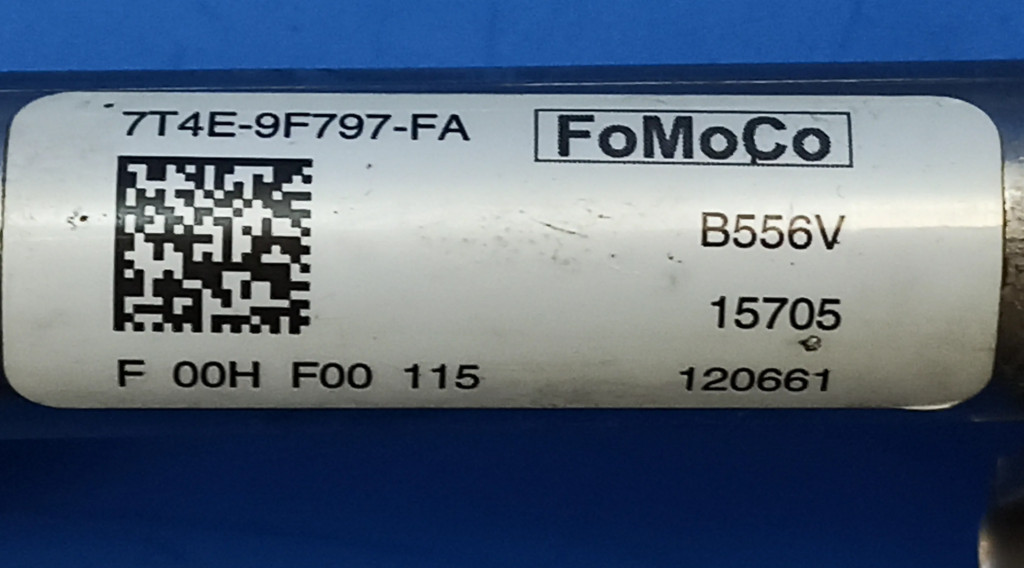 7T4E-9F797-FA
FoMoCo
B556V
15705
F 00H F00 115
120661